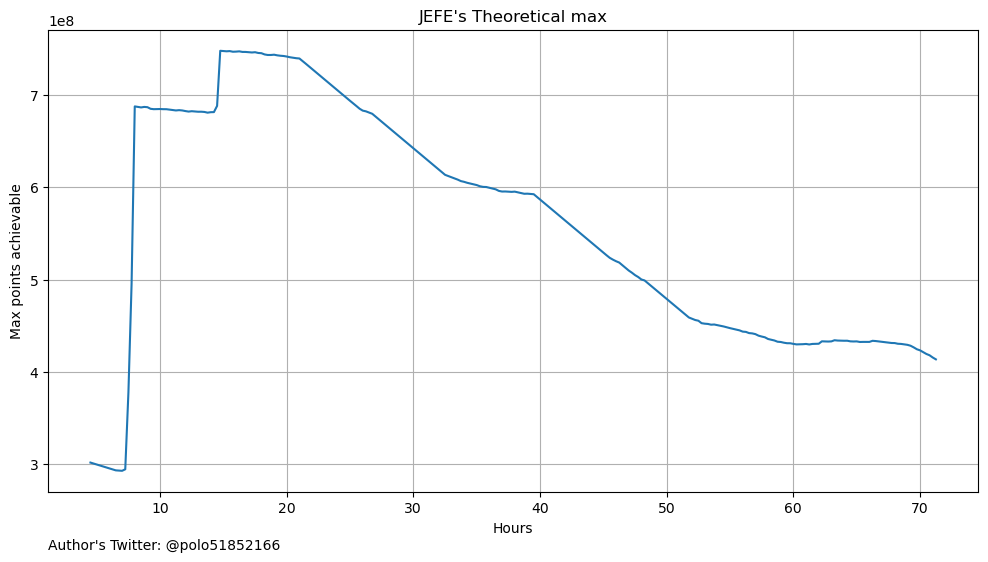 JEFE's Theoretical max
1e8
7
6
5
4
3
Max points achievable
10 20 30 40 50 60 70
Hours
Author's Twitter: @polo51852166